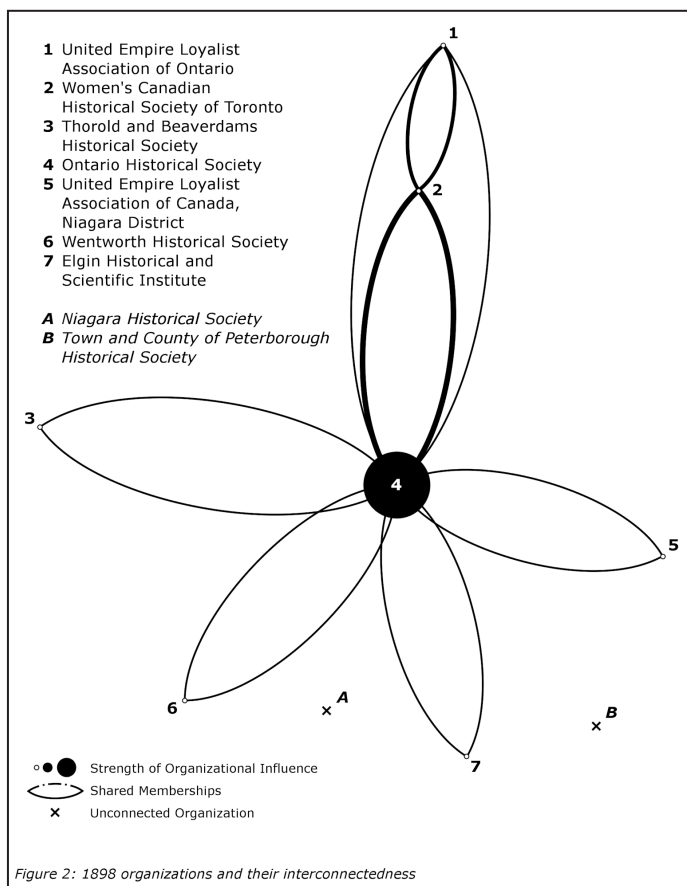 1 United Empire Loyalist
Association of Ontario
2 Women's Canadian
Historical Society of Toronto
3 Thorold and Beaverdams
Historical Society
4 Ontario Historical Society
5 United Empire Loyalist
Association of Canada,
Niagara District
6 Wentworth Historical Society
7 Elgin Historical and
Scientific Institute
A Niagara Historical Society
B Town and County of Peterborough
Historical Society
1
2
3
4
5
6
A
B
7
Strength of Organizational Influence
Shared Memberships
Unconnected Organization
Figure 2: 1898 organizations and their interconnectedness